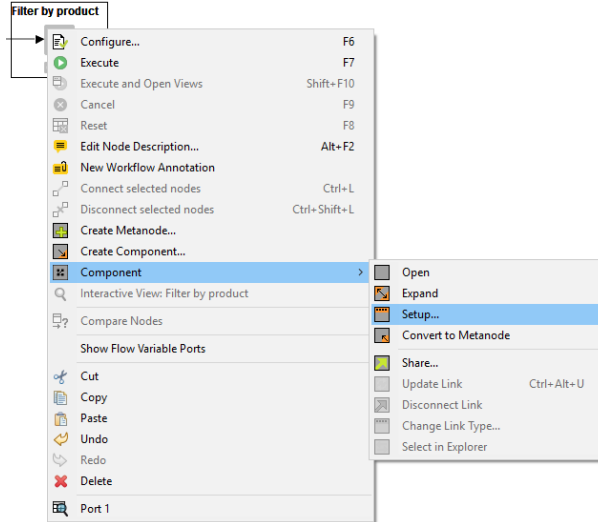 Filter by product
Configure... F6
Execute F7
Execute and Open Views Shift+F10
Cancel F9
Reset F8
Edit Node Description... Alt+F2
New Workflow Annotation
Connect selected nodes Ctrl+L
Disconnect selected nodes Ctrl+Shift+L
Create Metanode...
Create Component...
Component
Interactive View: Filter by product
Compare Nodes
Show Flow Variable Ports
Cut
Copy
Paste
Undo
Redo
Delete
Port 1
Open
Expand
Setup...
Convert to Metanode
Share...
Update Link Ctrl+Alt+U
Disconnect Link
Change Link Type...
Select in Explorer